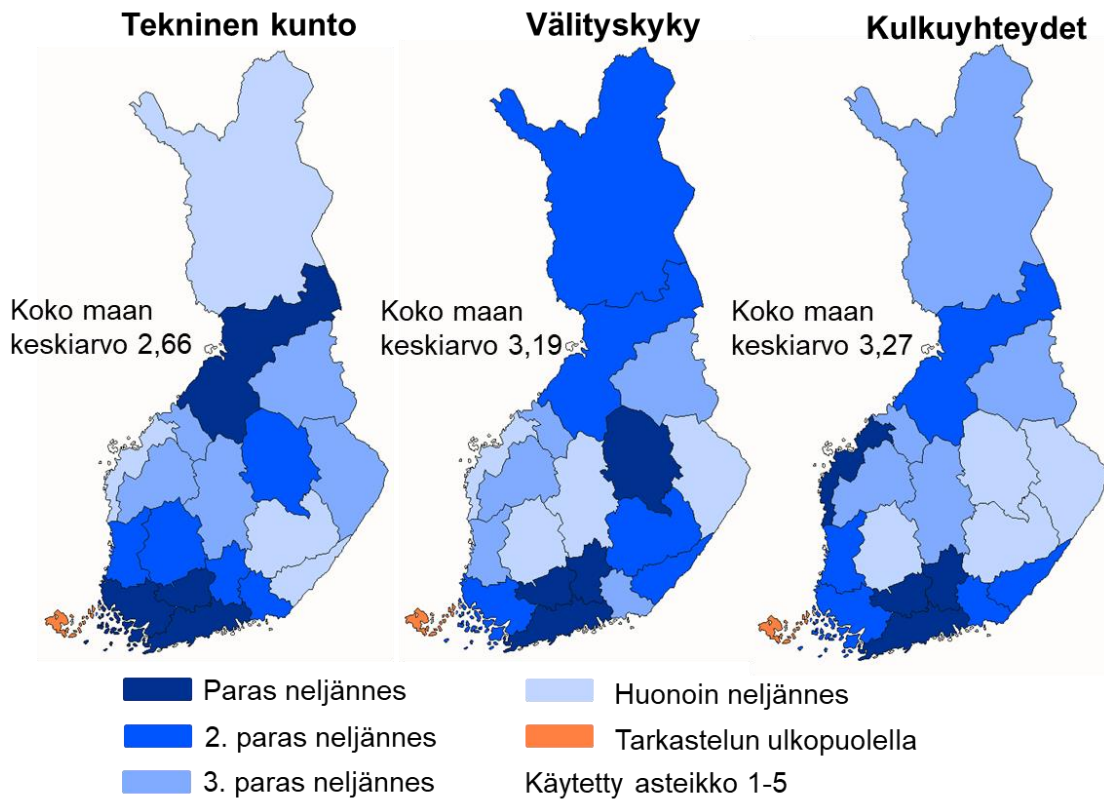 Tekninen kunto
Välityskyky
Kulkuyhteydet
Koko maan
keskiarvo 2,66
Koko maan
keskiarvo 3,19
Koko maan
keskiarvo 3,27
Paras neljännes
2. paras neljännes
3. paras neljännes
Huonoin neljännes
Tarkastelun ulkopuolella
Käytetty asteikko 1-5